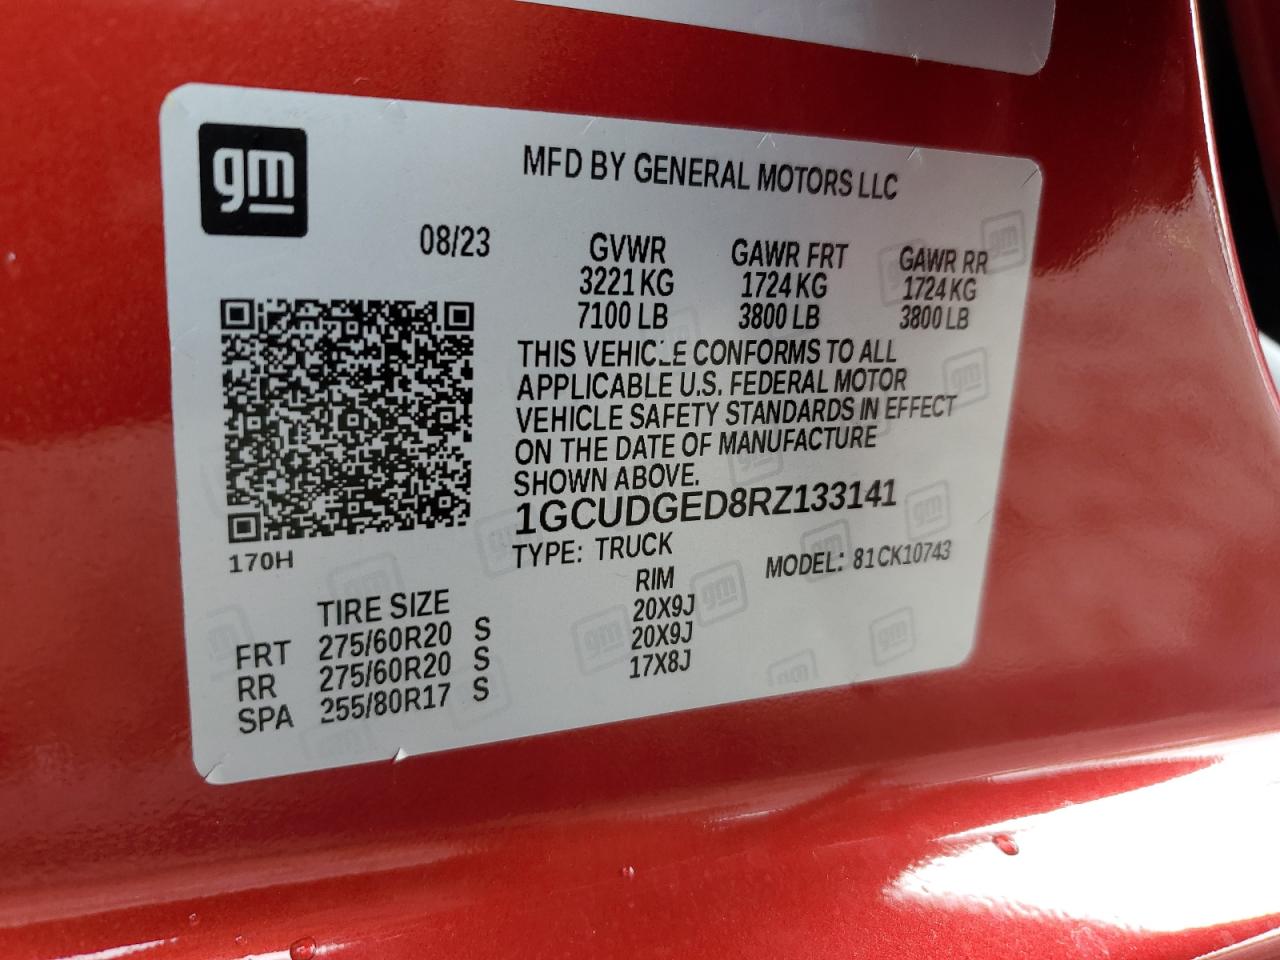 gm
MFD BY GENERAL MOTORS LLC
08/23 GVWR GAWR FRT GAWR RR
3221 KG 1724 KG 1724 KG
7100 LB 3800 LB 3800 LB
THIS VEHICLE CONFORMS TO ALL
APPLICABLE U.S. FEDERAL MOTOR
VEHICLE SAFETY STANDARDS IN EFFECT
ON THE DATE OF MANUFACTURE
SHOWN ABOVE.
1GCUDGED8RZ133141
170H
TYPE: TRUCK MODEL: 81CK10743
TIRE SIZE RIM
FRT 275/60R20 S 20X9J
RR 275/60R20 S 20X9J
SPA 255/80R17 S 17X8J